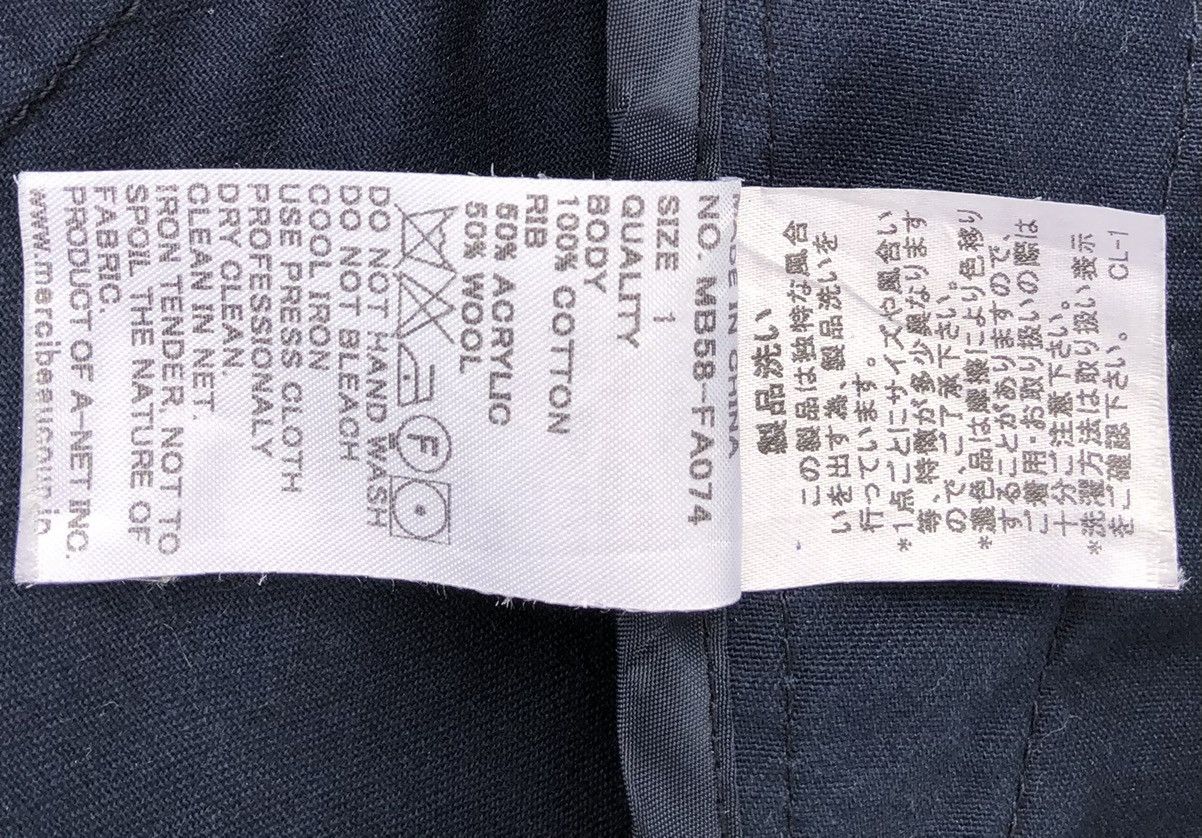 MADE IN CHINA
NO. MB58-FA074
SIZE 1
QUALITY
BODY
100% COTTON
RIB
50% ACRYLIC
50% WOOL
F
DO NOT HAND WASH
DO NOT BLEACH
COOL IRON
USE PRESS CLOTH
PROFESSIONALY
DRY CLEAN.
CLEAN IN NET.
IRON TENDER, NOT TO
SPOIL THE NATURE OF
FABRIC.
PRODUCT OF A-NET INC.
製品洗い
この製品は独特な風合
いを出す為、製品洗いを
行っています。
*1点ごとにサイズや風合い
等、特徴が多少異なります
ので、ご了承下さい。
*濃色品は摩擦により色移り
することがありますので、
ご着用・お取り扱いの際は
十分ご注意下さい。
*洗濯方法は取り扱い表示
をご確認下さい。
CL-1